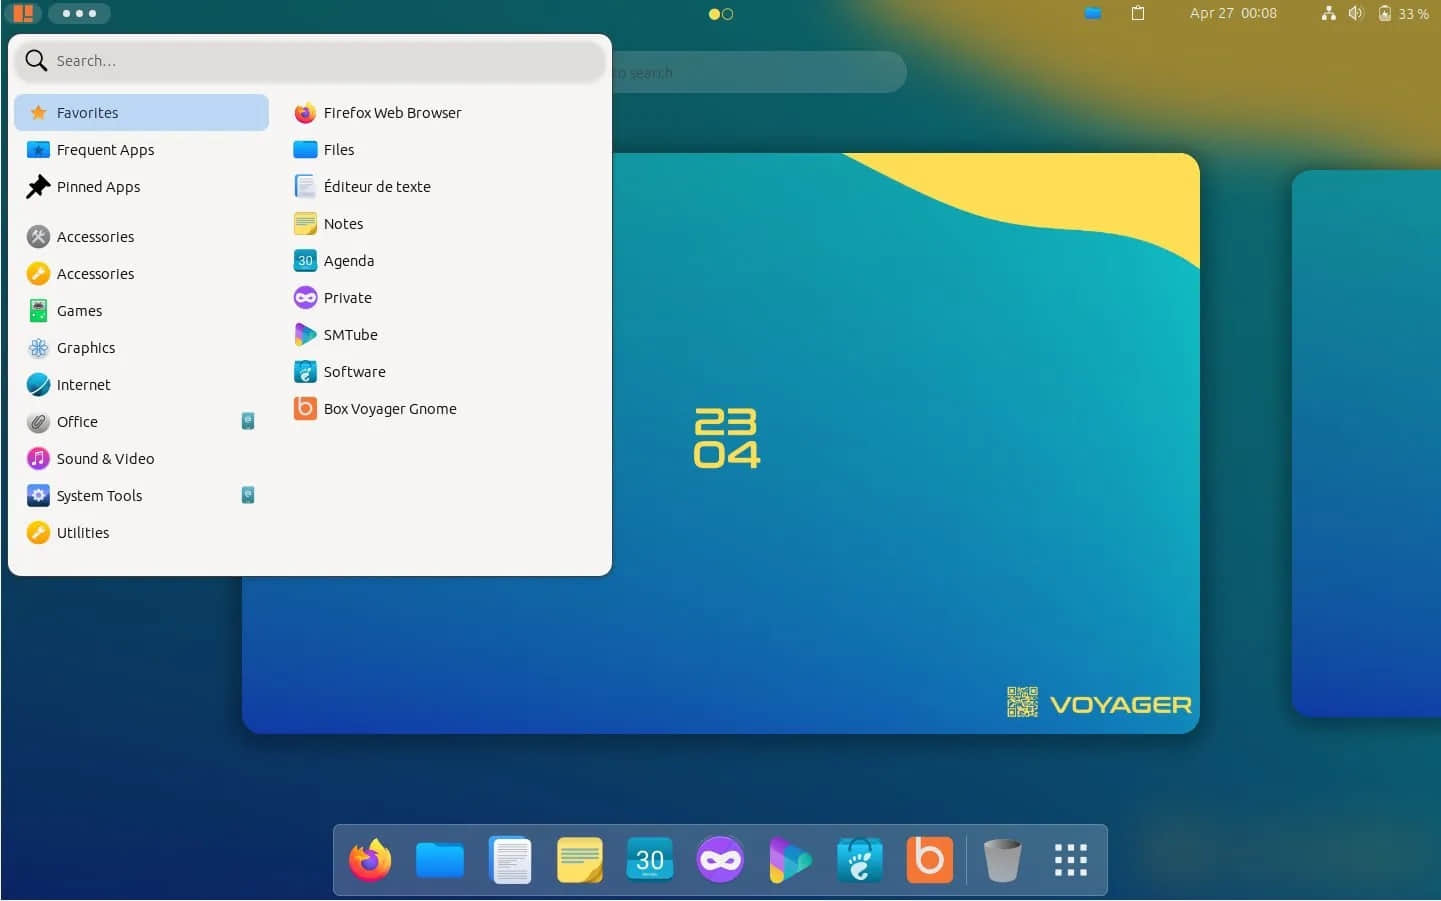 Apr 27 00:08
33 %
Search...
to search
Favorites
Frequent Apps
Pinned Apps
Accessories
Accessories
Games
Graphics
Internet
Office
Sound & Video
System Tools
Utilities
Firefox Web Browser
Files
Éditeur de texte
Notes
30
Agenda
Private
SMTube
Software
b
Box Voyager Gnome
23
04
VOYAGER
30
b